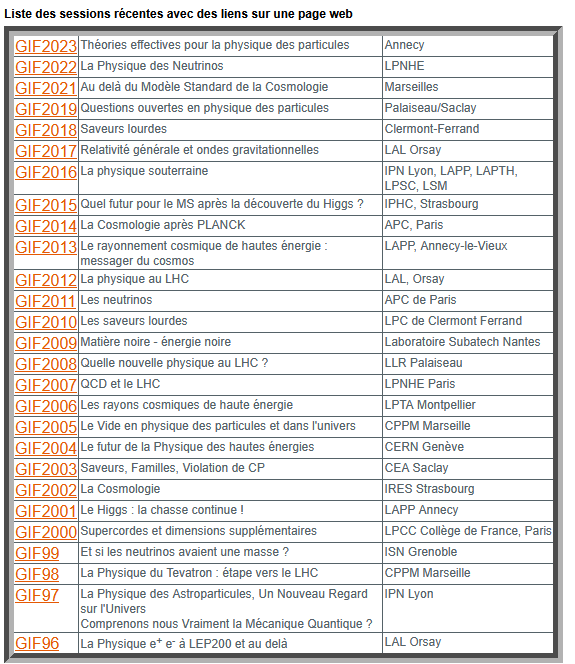 Liste des sessions récentes avec des liens sur une page web
GIF2023 Théories effectives pour la physique des particules Annecy
GIF2022 La Physique des Neutrinos LPNHE
GIF2021 Au delà du Modèle Standard de la Cosmologie Marseilles
GIF2019 Questions ouvertes en physique des particules Palaiseau/Saclay
GIF2018 Saveurs lourdes Clermont-Ferrand
GIF2017 Relativité générale et ondes gravitationnelles LAL Orsay
GIF2016 La physique souterraine IPN Lyon, LAPP, LAPTH,
LPSC, LSM
GIF2015 Quel futur pour le MS après la découverte du Higgs ? IPHC, Strasbourg
GIF2014 La Cosmologie après PLANCK APC, Paris
GIF2013 Le rayonnement cosmique de hautes énergie : LAPP, Annecy-le-Vieux
messager du cosmos
GIF2012 La physique au LHC LAL, Orsay
GIF2011 Les neutrinos APC de Paris
GIF2010 Les saveurs lourdes LPC de Clermont Ferrand
GIF2009 Matière noire - énergie noire Laboratoire Subatech Nantes
GIF2008 Quelle nouvelle physique au LHC ? LLR Palaiseau
GIF2007 QCD et le LHC LPNHE Paris
GIF2006 Les rayons cosmiques de haute énergie LPTA Montpellier
GIF2005 Le Vide en physique des particules et dans l'univers CPPM Marseille
GIF2004 Le futur de la Physique des hautes énergies CERN Genève
GIF2003 Saveurs, Familles, Violation de CP CEA Saclay
GIF2002 La Cosmologie IRES Strasbourg
GIF2001 Le Higgs : la chasse continue ! LAPP Annecy
GIF2000 Supercordes et dimensions supplémentaires LPCC Collège de France, Paris
GIF99 Et si les neutrinos avaient une masse ? ISN Grenoble
GIF98 La Physique du Tevatron : étape vers le LHC CPPM Marseille
GIF97 La Physique des Astroparticules, Un Nouveau Regard IPN Lyon
sur l'Univers
Comprenons nous Vraiment la Mécanique Quantique ?
GIF96 La Physique e⁺ e⁻ à LEP200 et au delà LAL Orsay